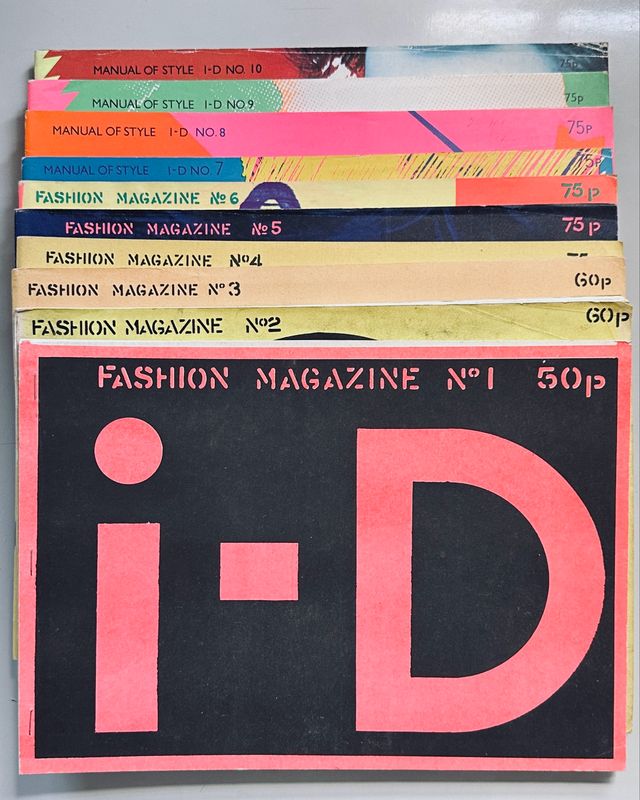 MANUAL OF STYLE I-D NO. 10 75p
MANUAL OF STYLE I-D NO. 9 75p
MANUAL OF STYLE I-D NO. 8 75p
MANUAL OF STYLE I-D NO. 7 75p
FASHION MAGAZINE Nº6 75p
FASHION MAGAZINE Nº5 75p
FASHION MAGAZINE Nº4
FASHION MAGAZINE Nº3 60p
FASHION MAGAZINE Nº2 60p
FASHION MAGAZINE Nº1 50p
i-D